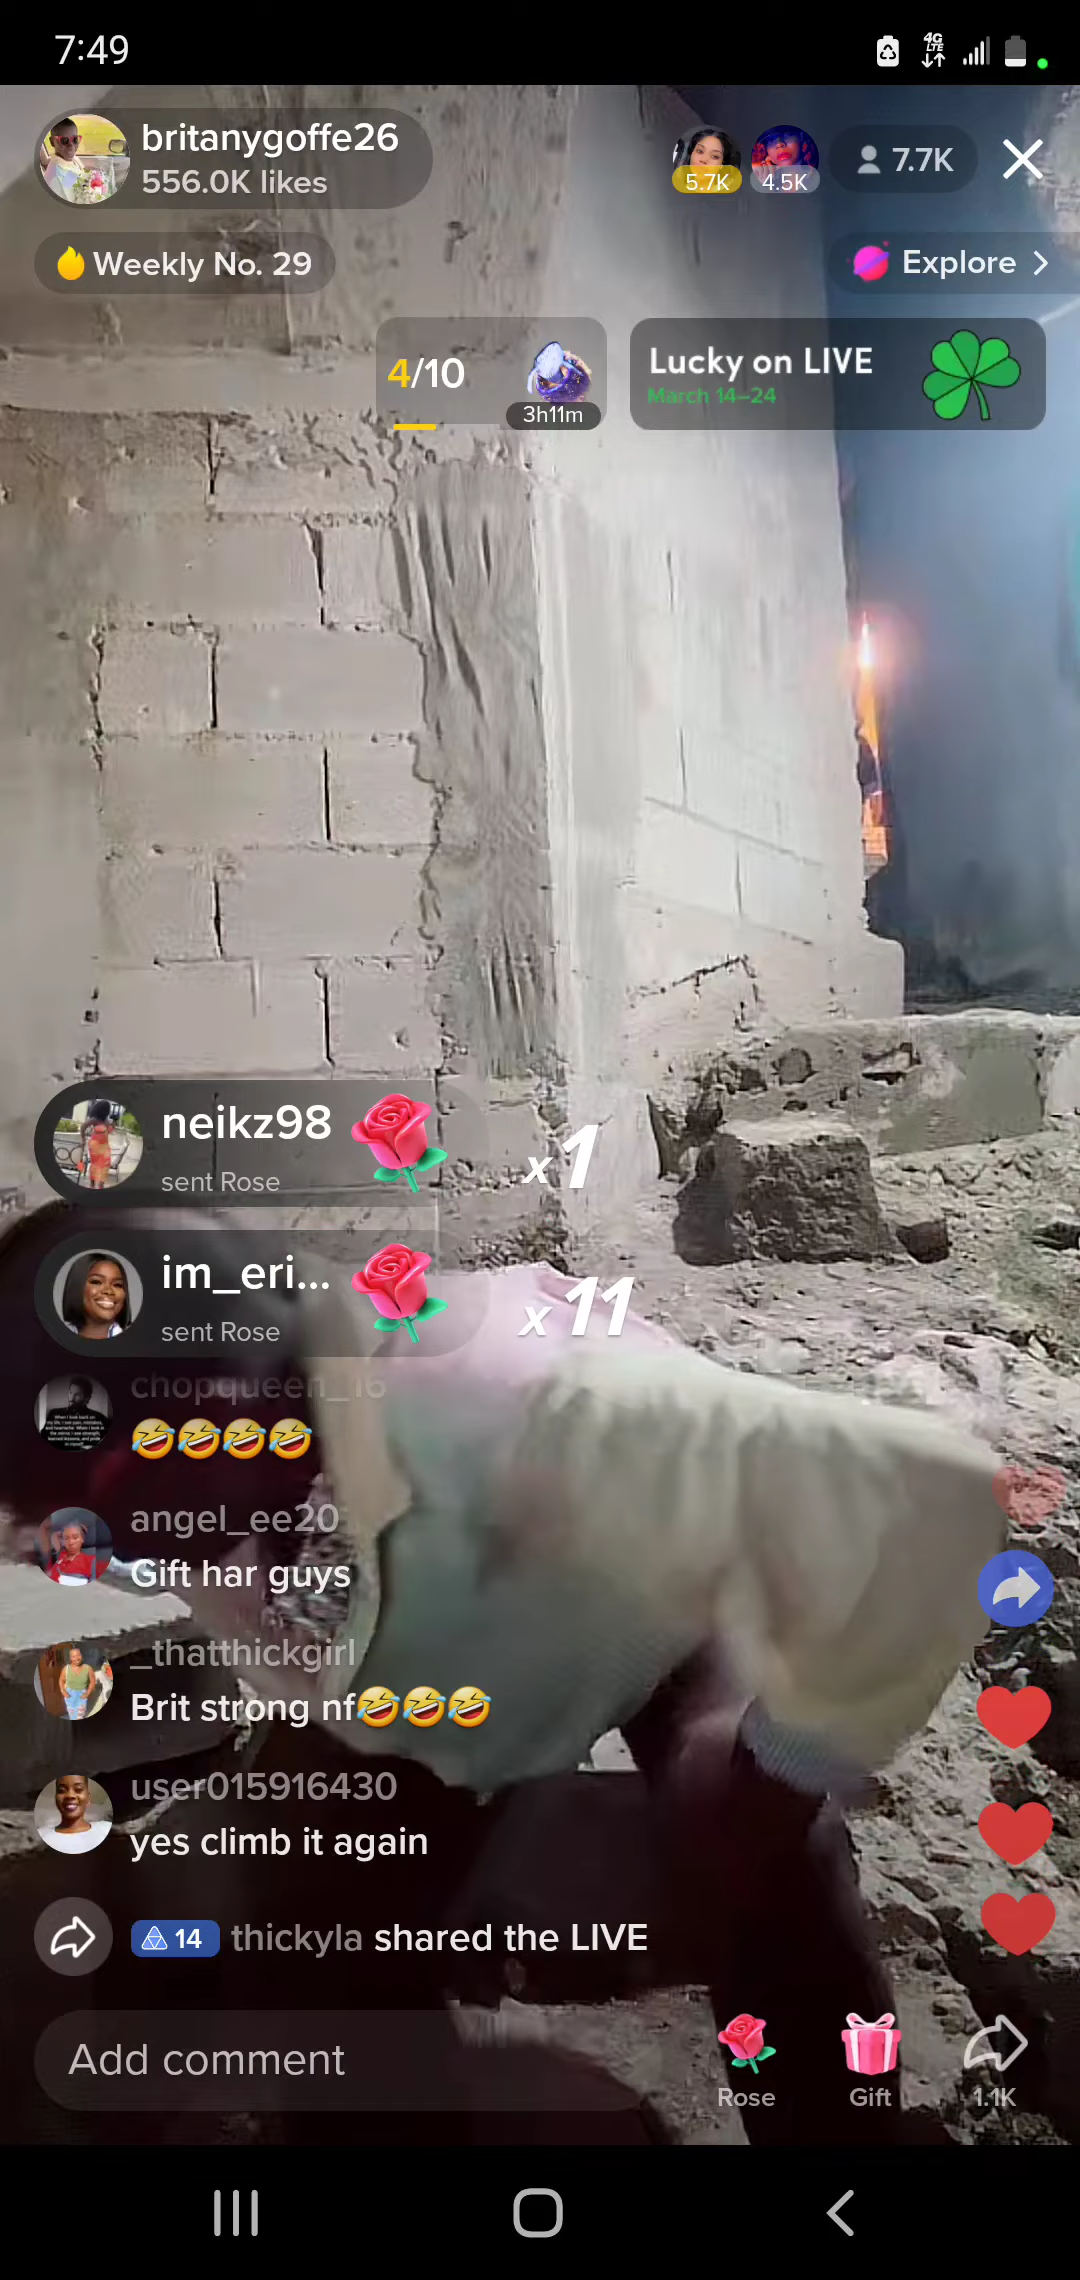 7:49
4G
LTE
britanygoffe26
556.0K likes
5.7K
4.5K
7.7K
Weekly No. 29
Explore
4/10
3h11m
Lucky on LIVE
March 14–24
neikz98
sent Rose
x1
im_eri...
sent Rose
x11
chopqueen_16
🤣🤣🤣🤣
angel_ee20
Gift har guys
_thatthickgirl
Brit strong nf🤣🤣🤣
user015916430
yes climb it again
14 thickyla shared the LIVE
Add comment
Rose
Gift
1.1K